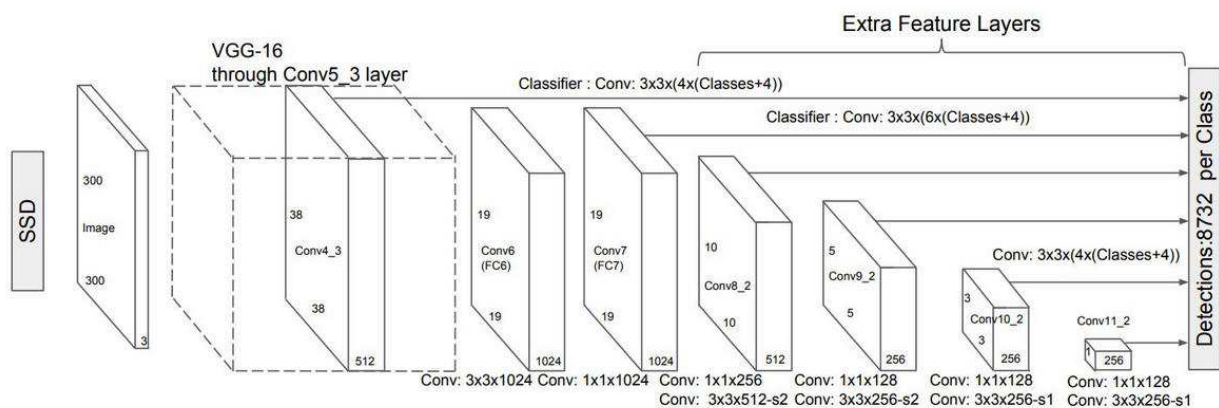 Extra Feature Layers
VGG-16
through Conv5_3 layer
Classifier : Conv: 3x3x(4x(Classes+4))
Classifier : Conv: 3x3x(6x(Classes+4))
SSD
300
Image
300
3
38
Conv4_3
38
512
19
Conv6
(FC6)
19
1024
19
Conv7
(FC7)
19
1024
10
Conv8_2
10
512
5
Conv9_2
5
256
Conv: 3x3x(4x(Classes+4))
3
Conv10_2
3
256
Conv11_2
1
256
Detections:8732 per Class
Conv: 3x3x1024
Conv: 1x1x1024
Conv: 1x1x256
Conv: 3x3x512-s2
Conv: 1x1x128
Conv: 3x3x256-s2
Conv: 1x1x128
Conv: 3x3x256-s1
Conv: 1x1x128
Conv: 3x3x256-s1